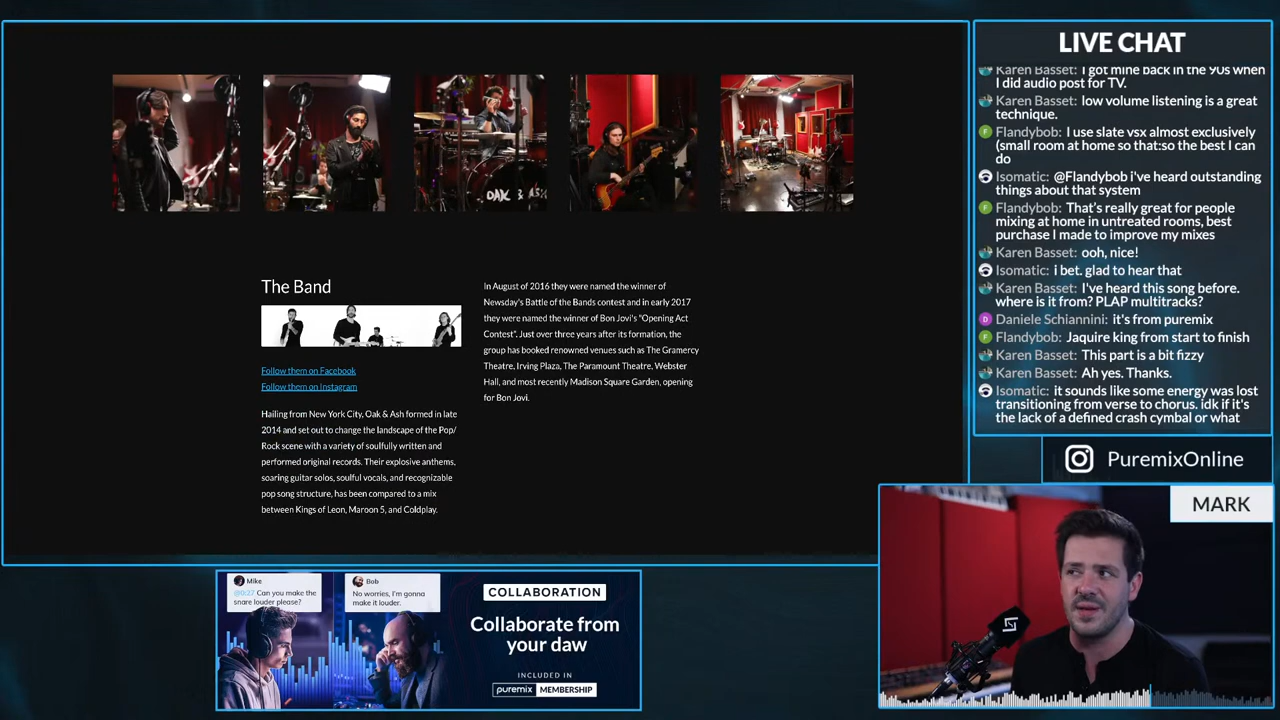 OAK & ASH
The Band
Follow them on Facebook
Follow them on Instagram
Hailing from New York City, Oak & Ash formed in late
2014 and set out to change the landscape of the Pop/
Rock scene with a variety of soulfully written and
performed original records. Their explosive anthems,
soaring guitar solos, soulful vocals, and recognizable
pop song structure, has been compared to a mix
between Kings of Leon, Maroon 5, and Coldplay.
In August of 2016 they were named the winner of
Newsday's Battle of the Bands contest and in early 2017
they were named the winner of Bon Jovi's "Opening Act
Contest". Just over three years after its formation, the
group has booked renowned venues such as The Gramercy
Theatre, Irving Plaza, The Paramount Theatre, Webster
Hall, and most recently Madison Square Garden, opening
for Bon Jovi.
LIVE CHAT
Karen Basset: I got mine back in the 90s when
I did audio post for TV.
Karen Basset: low volume listening is a great
technique.
F Flandybob: I use slate vsx almost exclusively
(small room at home so that:so the best I can
do
Isomatic: @Flandybob i've heard outstanding
things about that system
F Flandybob: That's really great for people
mixing at home in untreated rooms, best
purchase I made to improve my mixes
Karen Basset: ooh, nice!
Isomatic: i bet. glad to hear that
Karen Basset: I've heard this song before.
where is it from? PLAP multitracks?
D Daniele Schiannini: it's from puremix
F Flandybob: Jaquire king from start to finish
Karen Basset: This part is a bit fizzy
Karen Basset: Ah yes. Thanks.
Isomatic: it sounds like some energy was lost
transitioning from verse to chorus. idk if it's
the lack of a defined crash cymbal or what
PuremixOnline
MARK
Mike
@0:27 Can you make the
snare louder please?
Bob
No worries, I'm gonna
make it louder.
COLLABORATION
Collaborate from
your daw
INCLUDED IN
puremix MEMBERSHIP